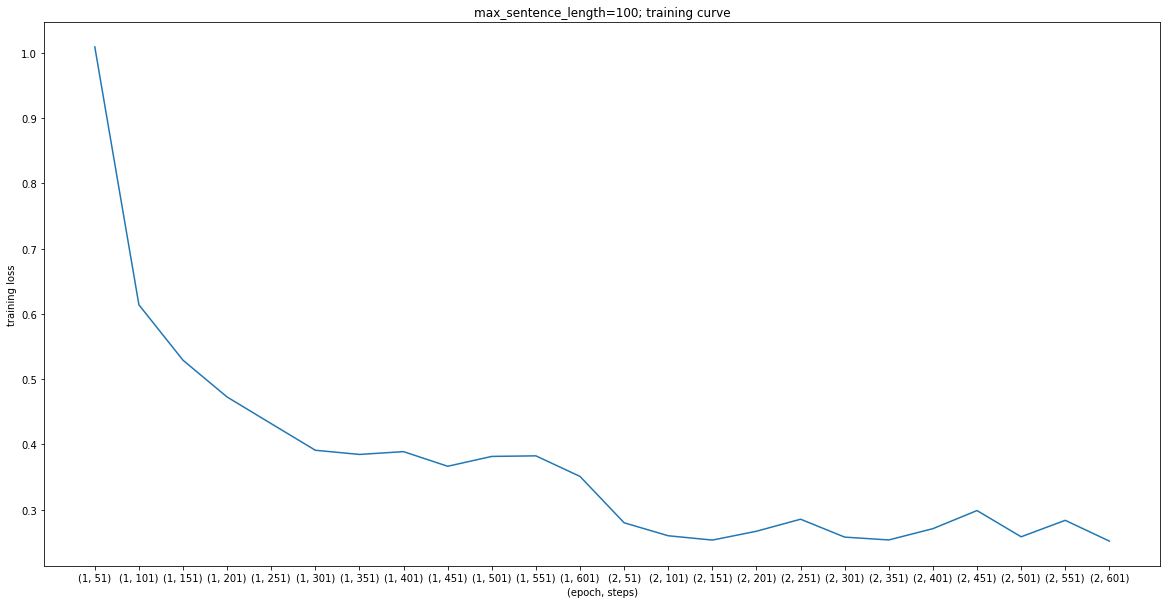 max_sentence_length=100; training curve
training loss
1.0
0.9
0.8
0.7
0.6
0.5
0.4
0.3
(1, 51) (1, 101) (1, 151) (1, 201) (1, 251) (1, 301) (1, 351) (1, 401) (1, 451) (1, 501) (1, 551) (1, 601) (2, 51) (2, 101) (2, 151) (2, 201) (2, 251) (2, 301) (2, 351) (2, 401) (2, 451) (2, 501) (2, 551) (2, 601)
(epoch, steps)